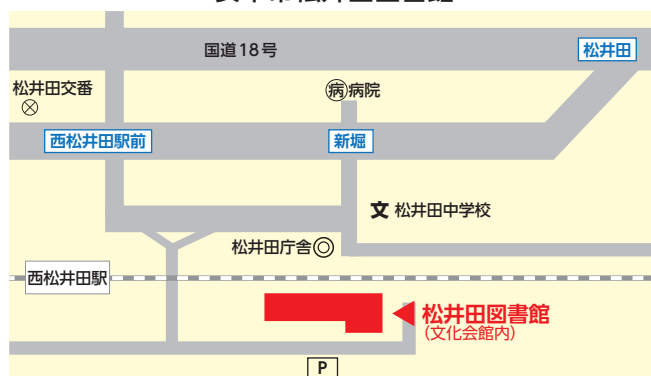 国道18号
松井田
松井田交番
病 病院
西松井田駅前
新堀
文 松井田中学校
松井田庁舎
西松井田駅
松井田図書館
(文化会館内)
P